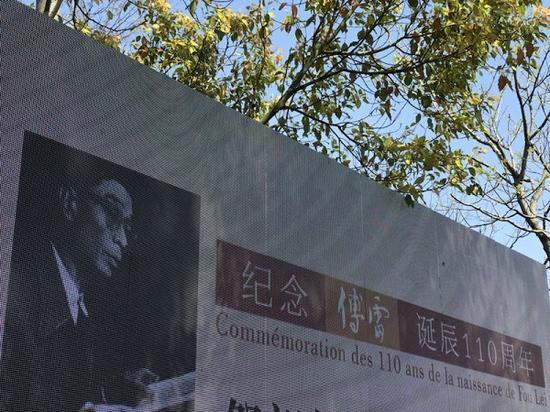 纪念 傅雷 诞辰110周年
Commémoration des 110 ans de la naissance de Fou Lei